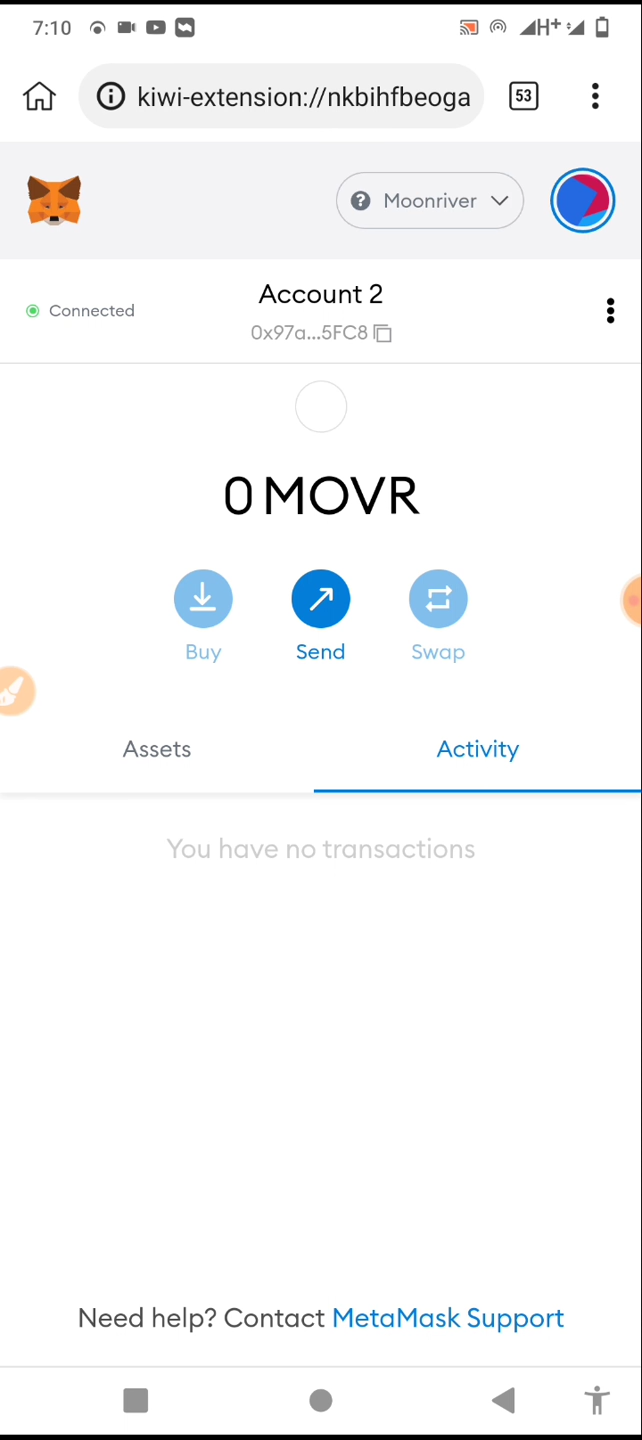 7:10 H+
kiwi-extension://nkbihfbeoga 53
Moonriver
Connected
Account 2
0x97a...5FC8
0 MOVR
Buy Send Swap
Assets Activity
You have no transactions
Need help? Contact MetaMask Support